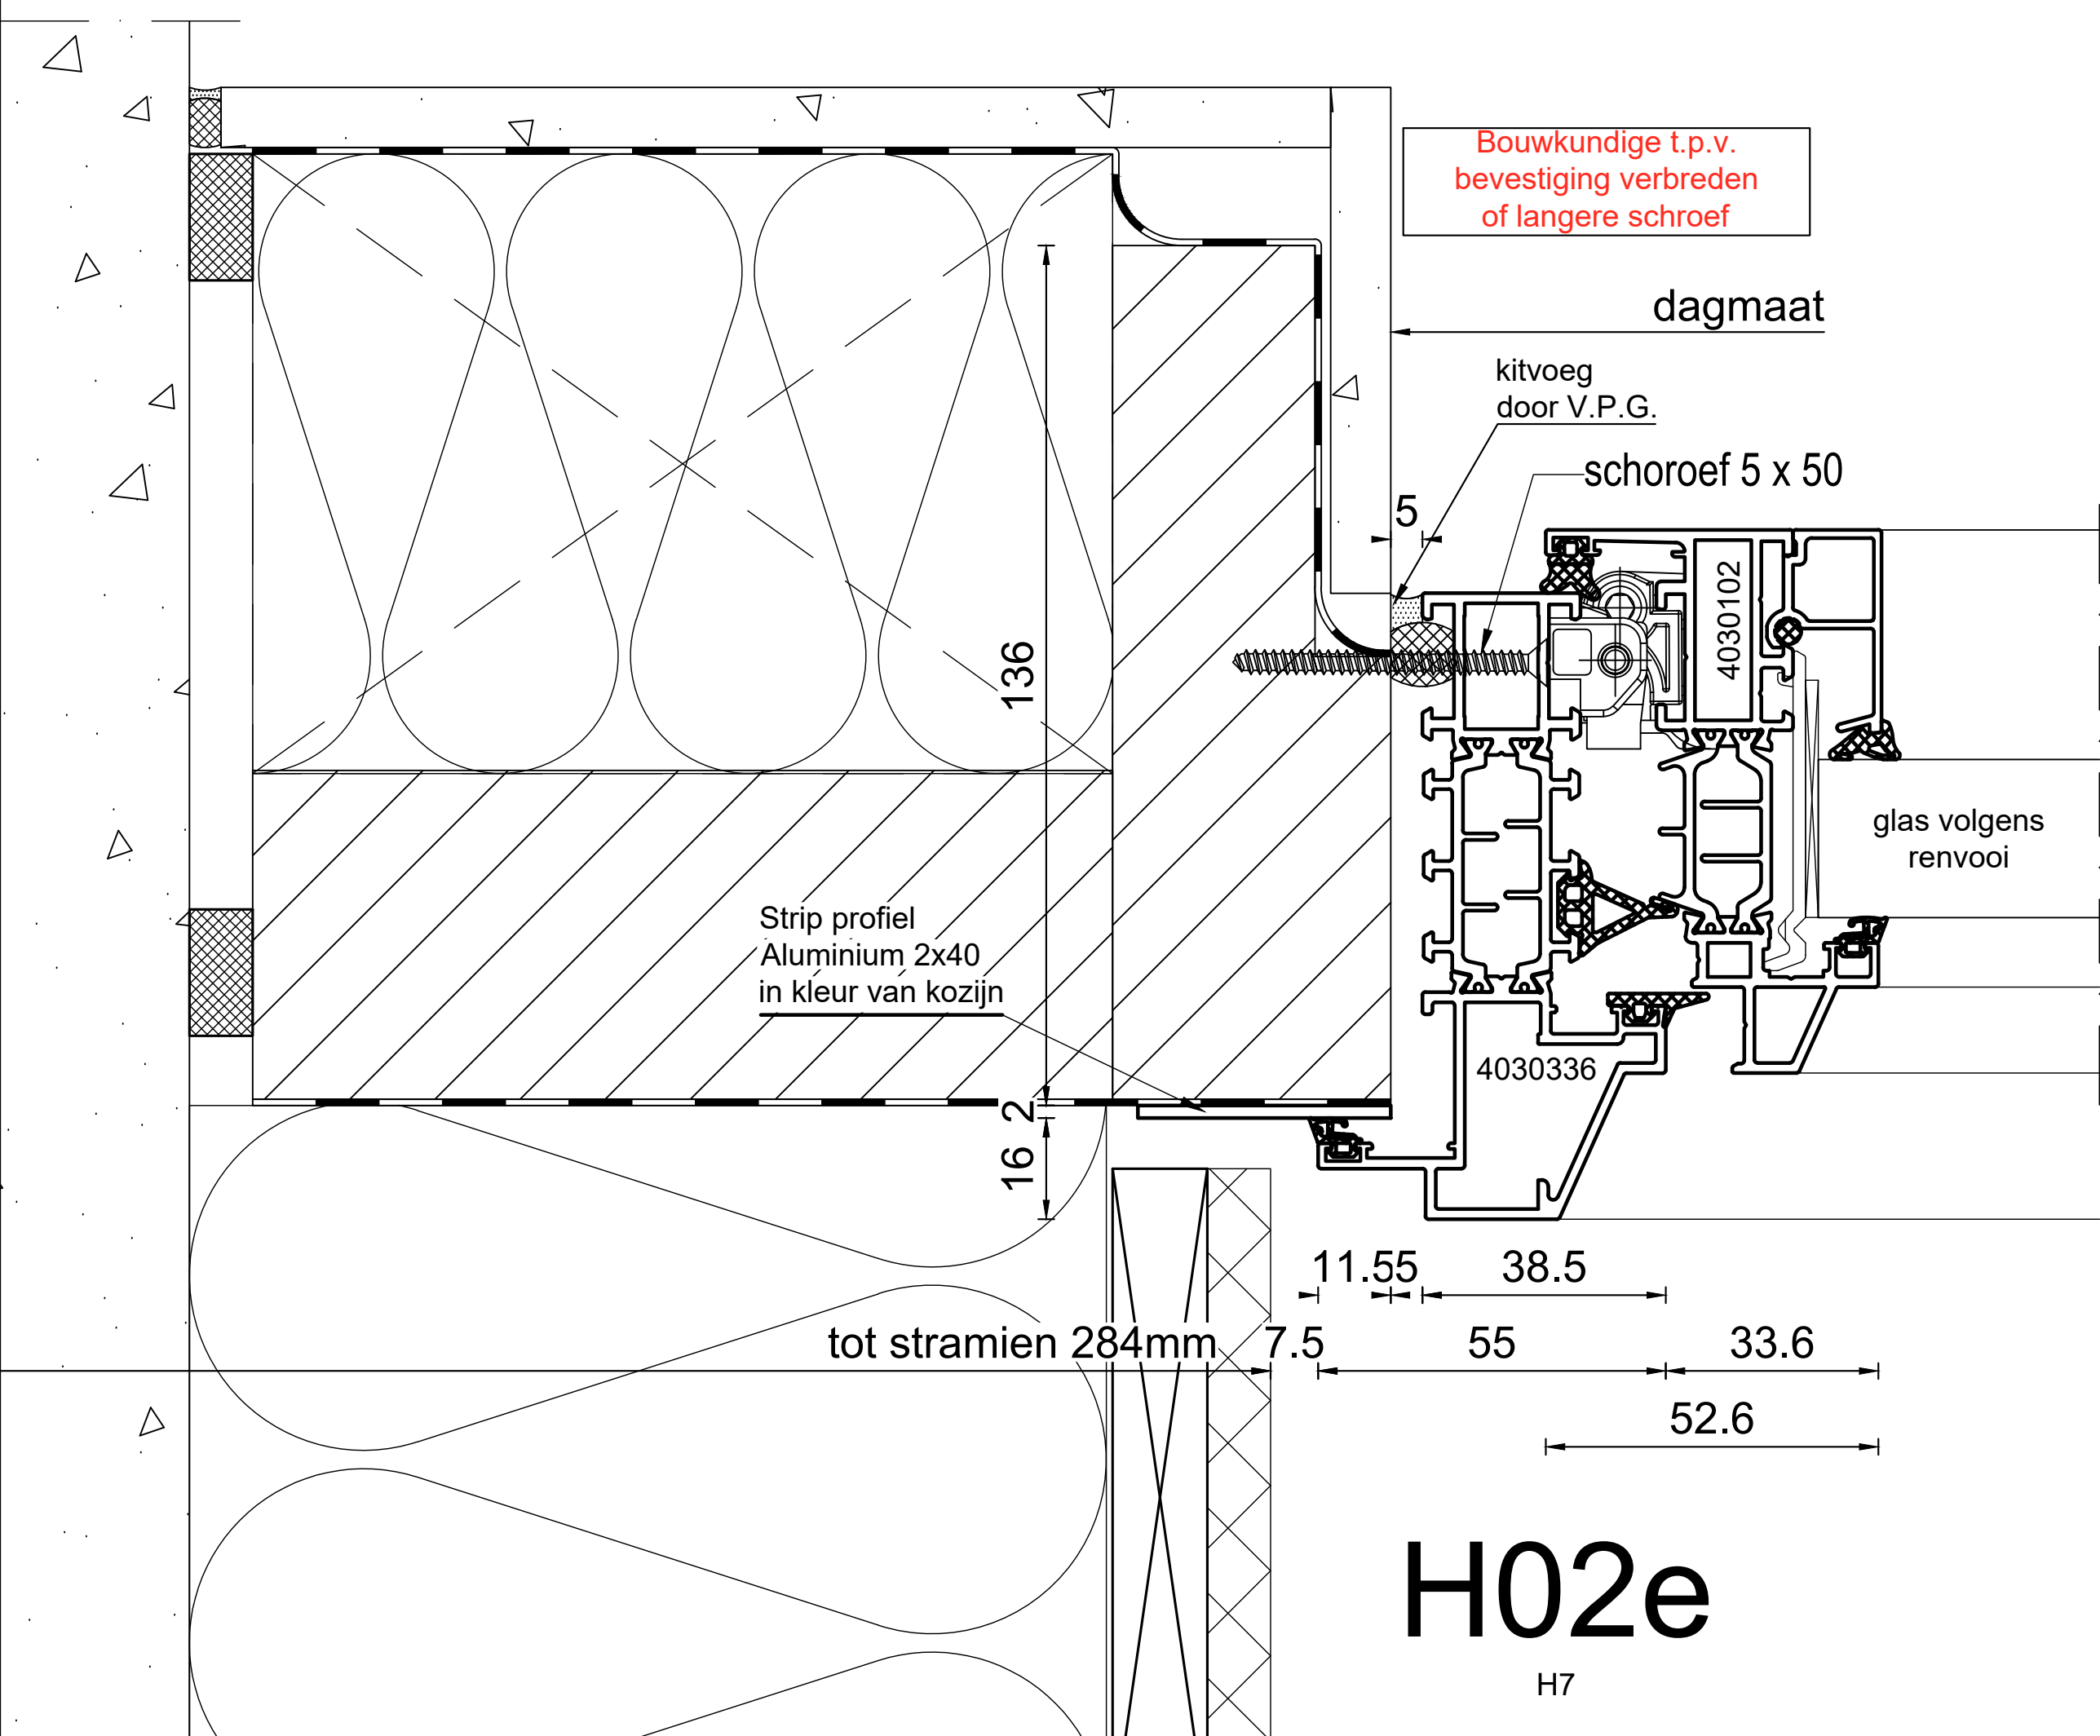 Bouwkundige t.p.v.
bevestiging verbreden
of langere schroef
dagmaat
kitvoeg
door V.P.G.
schoroef 5 x 50
5
4030102
136
glas volgens
renvooi
Strip profiel
Aluminium 2x40
in kleur van kozijn
4030336
2
16
11.5
5
38.5
tot stramien 284mm
7.5
55
33.6
52.6
H02e
H7